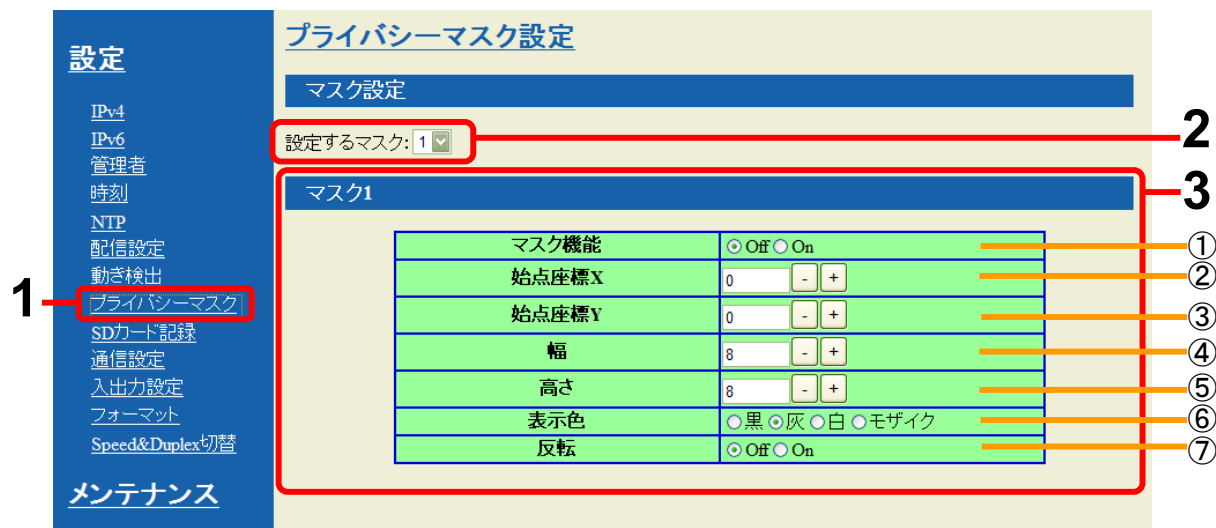 設定
IPv4
IPv6
管理者
時刻
NTP
配信設定
動き検出
プライバシーマスク
SDカード記録
通信設定
入出力設定
フォーマット
Speed&Duplex切替
メンテナンス
1
プライバシーマスク設定
マスク設定
設定するマスク: 1
2
マスク1
3
マスク機能 Off On ①
始点座標X 0 - + ②
始点座標Y 0 - + ③
幅 8 - + ④
高さ 8 - + ⑤
表示色 黒 灰 白 モザイク ⑥
反転 Off On ⑦